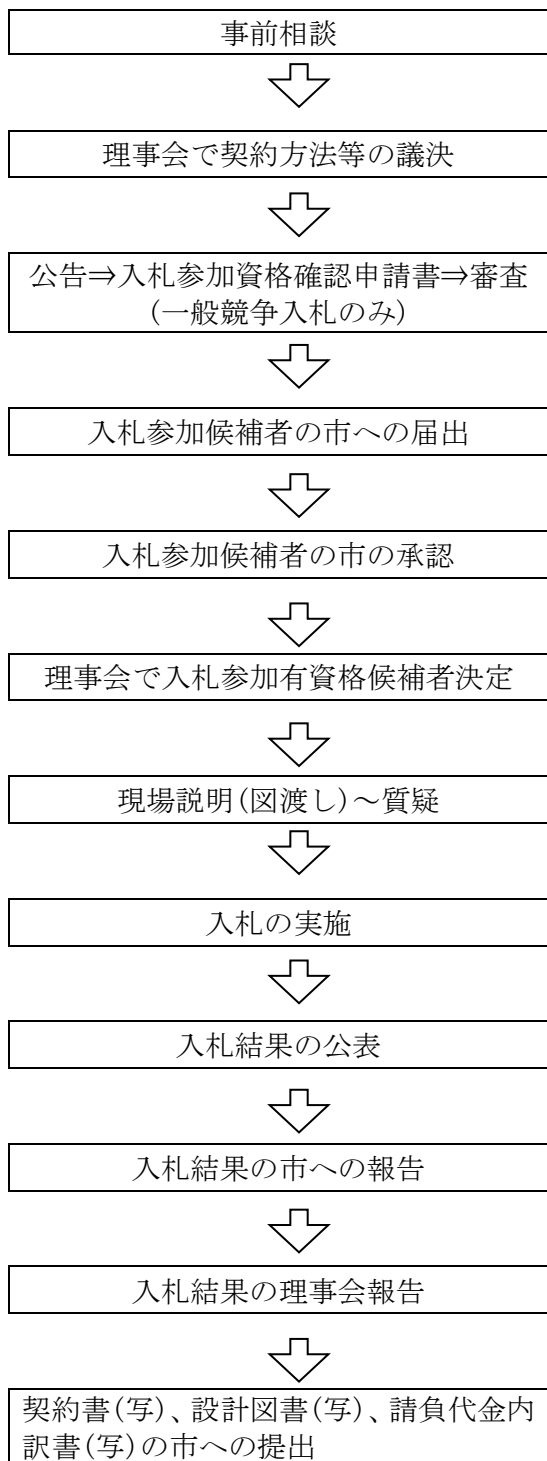 事前相談
理事会で契約方法等の議決
公告⇒入札参加資格確認申請書⇒審査
(一般競争入札のみ)
入札参加候補者の市への届出
入札参加候補者の市の承認
理事会で入札参加有資格候補者決定
現場説明(図渡し)～質疑
入札の実施
入札結果の公表
入札結果の市への報告
入札結果の理事会報告
契約書(写)、設計図書(写)、請負代金内
訳書(写)の市への提出